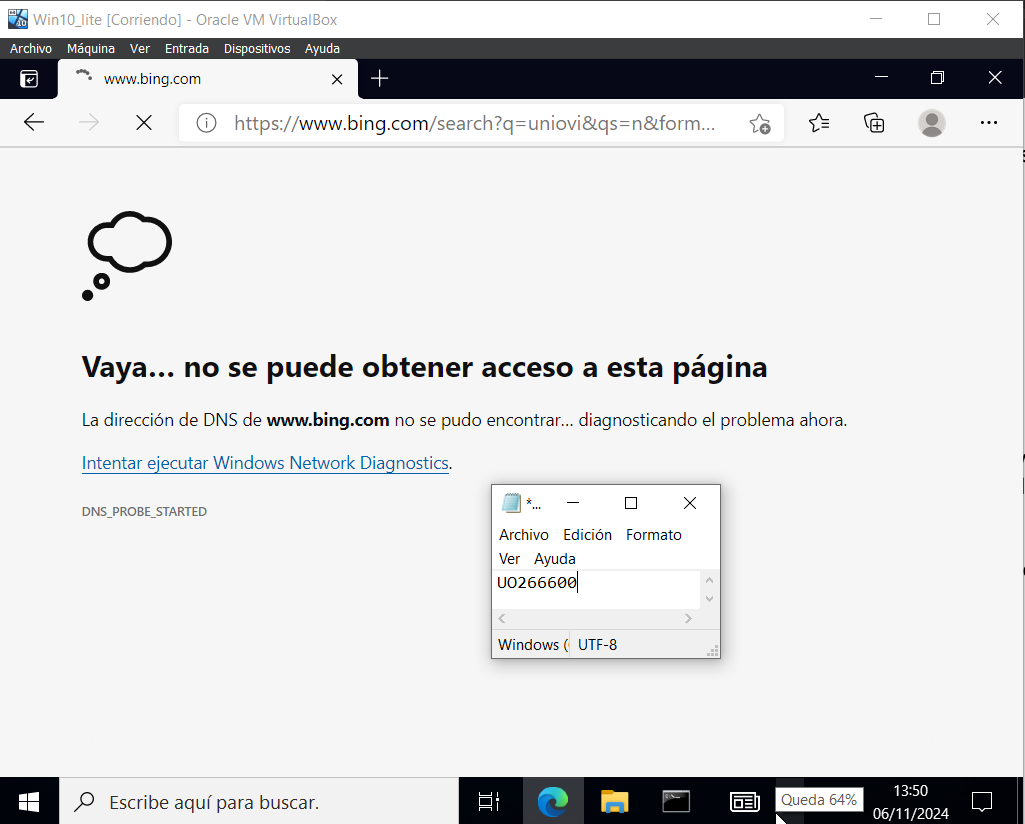 Win10_lite [Corriendo] - Oracle VM VirtualBox
Archivo Máquina Ver Entrada Dispositivos Ayuda
www.bing.com
https://www.bing.com/search?q=uniovi&qs=n&form...
Vaya... no se puede obtener acceso a esta página
La dirección de DNS de www.bing.com no se pudo encontrar... diagnosticando el problema ahora.
Intentar ejecutar Windows Network Diagnostics.
DNS_PROBE_STARTED
*...
Archivo Edición Formato
Ver Ayuda
UO266600
Windows ( UTF-8
Escribe aquí para buscar.
Queda 64%
13:50
06/11/2024